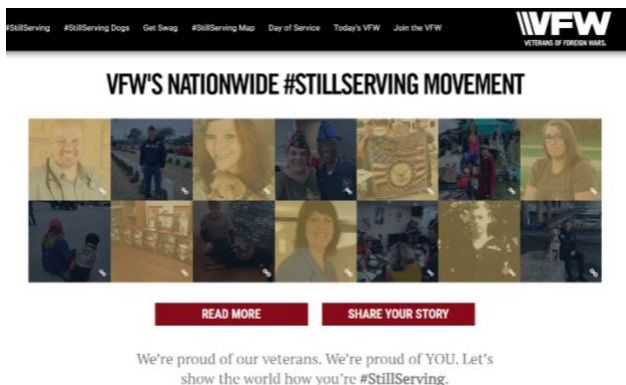 #StillServing #StillServing Dogs Get Swag #StillServing Map Day of Service Today's VFW Join the VFW
VFW
VETERANS OF FOREIGN WARS.
VFW'S NATIONWIDE #STILLSERVING MOVEMENT
READ MORE SHARE YOUR STORY
We're proud of our veterans. We're proud of YOU. Let's
show the world how you're #StillServing.